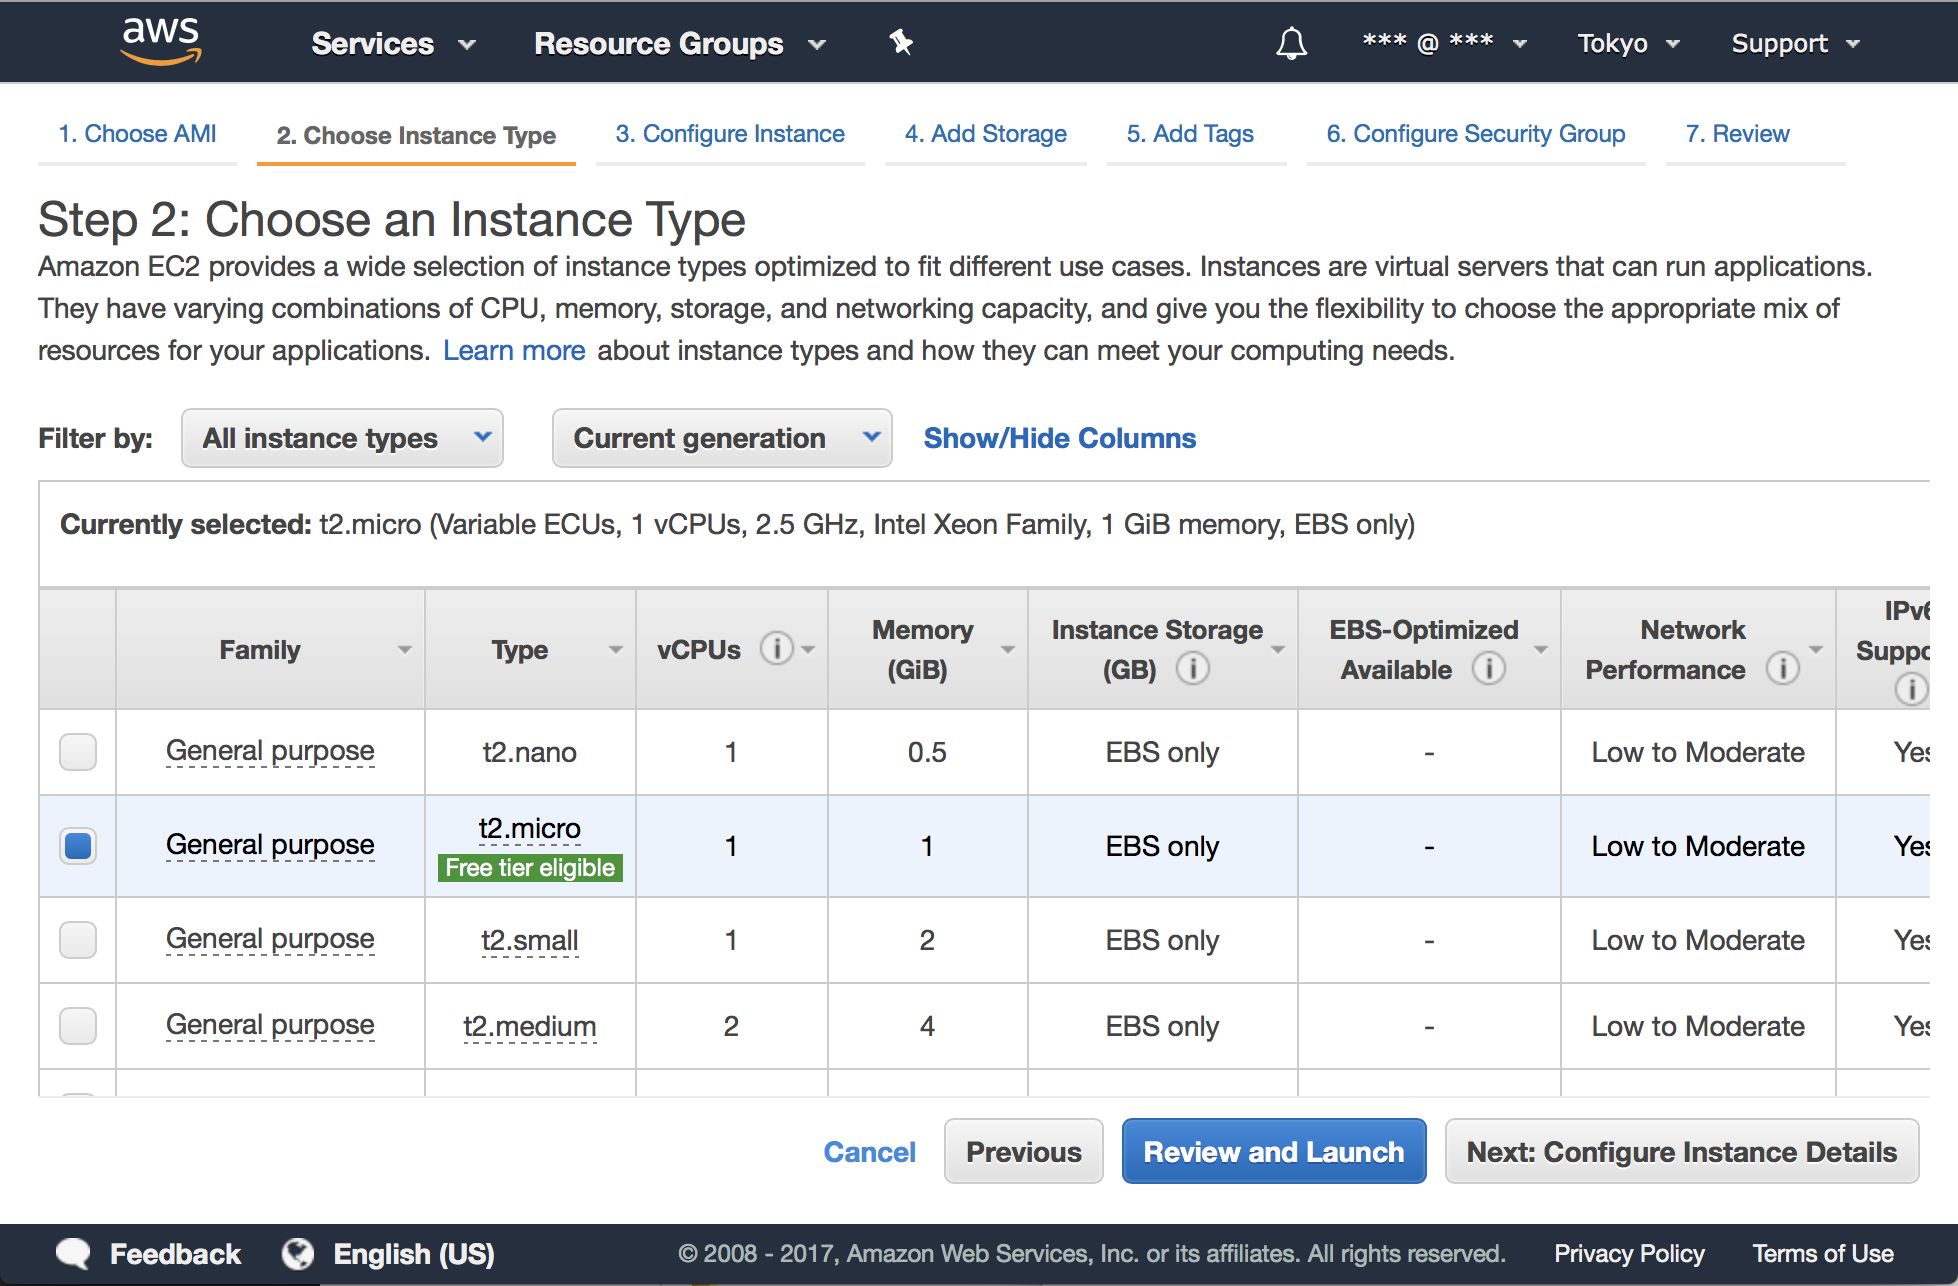 aws Services Resource Groups *** @ *** Tokyo Support
1. Choose AMI 2. Choose Instance Type 3. Configure Instance 4. Add Storage 5. Add Tags 6. Configure Security Group 7. Review
Step 2: Choose an Instance Type
Amazon EC2 provides a wide selection of instance types optimized to fit different use cases. Instances are virtual servers that can run applications.
They have varying combinations of CPU, memory, storage, and networking capacity, and give you the flexibility to choose the appropriate mix of
resources for your applications. Learn more about instance types and how they can meet your computing needs.
Filter by: All instance types Current generation Show/Hide Columns
Currently selected: t2.micro (Variable ECUs, 1 vCPUs, 2.5 GHz, Intel Xeon Family, 1 GiB memory, EBS only)
Family Type vCPUs Memory (GiB) Instance Storage (GB) EBS-Optimized Available Network Performance IPv6 Suppo
General purpose t2.nano 1 0.5 EBS only - Low to Moderate Yes
General purpose t2.micro Free tier eligible 1 1 EBS only - Low to Moderate Yes
General purpose t2.small 1 2 EBS only - Low to Moderate Yes
General purpose t2.medium 2 4 EBS only - Low to Moderate Yes
Cancel Previous Review and Launch Next: Configure Instance Details
Feedback English (US) © 2008 - 2017, Amazon Web Services, Inc. or its affiliates. All rights reserved. Privacy Policy Terms of Use